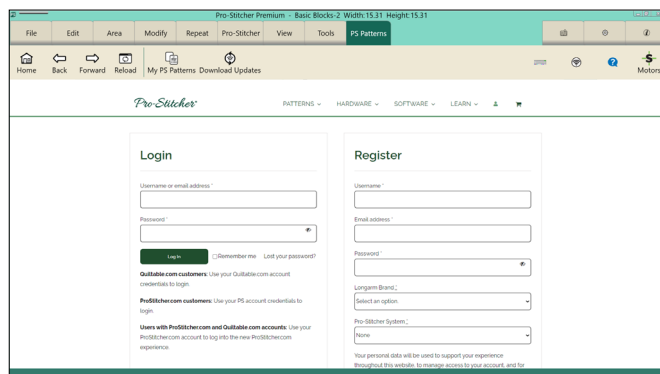 Pro-Stitcher Premium - Basic Blocks-2 Width:15.31 Height:15.31
File Edit Area Modify Repeat Pro-Stitcher View Tools PS Patterns
Home Back Forward Reload My PS Patterns Download Updates Motors
Pro-Stitcher PATTERNS HARDWARE SOFTWARE LEARN
Login
Username or email address *
Password *
Log in Remember me Lost your password?
Quiltable.com customers: Use your Quiltable.com account
credentials to login.
ProStitcher.com customers: Use your PS account credentials to
login.
Users with ProStitcher.com and Quiltable.com accounts: Use your
ProStitcher.com account to log into the new ProStitcher.com
experience.
Register
Username *
Email address *
Password *
Longarm Brand *
Select an option
Pro-Stitcher System *
None
Your personal data will be used to support your experience
throughout this website, to manage access to your account, and for